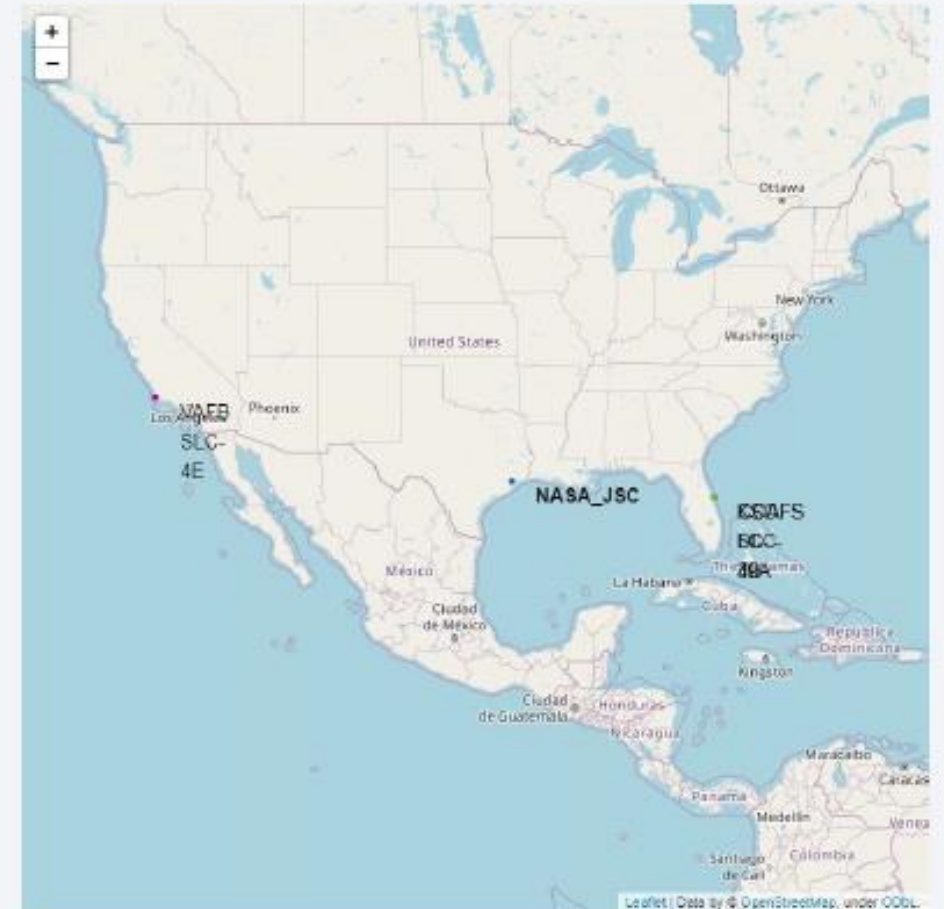 +
−
Ottawa
New York
Washington
United States
Los Angeles
VAFB
Phoenix
SLC-
4E
NASA_JSC
México
La Habana
Cuba
Ciudad
de México
República
Dominicana
Kingston
Ciudad
de Guatemala
Honduras
Nicaragua
Maracaibo
Caracas
Panamá
Medellín
Venez
Santiago
de Cali
Colombia
Leaflet | Data by © OpenStreetMap, under ODbL.